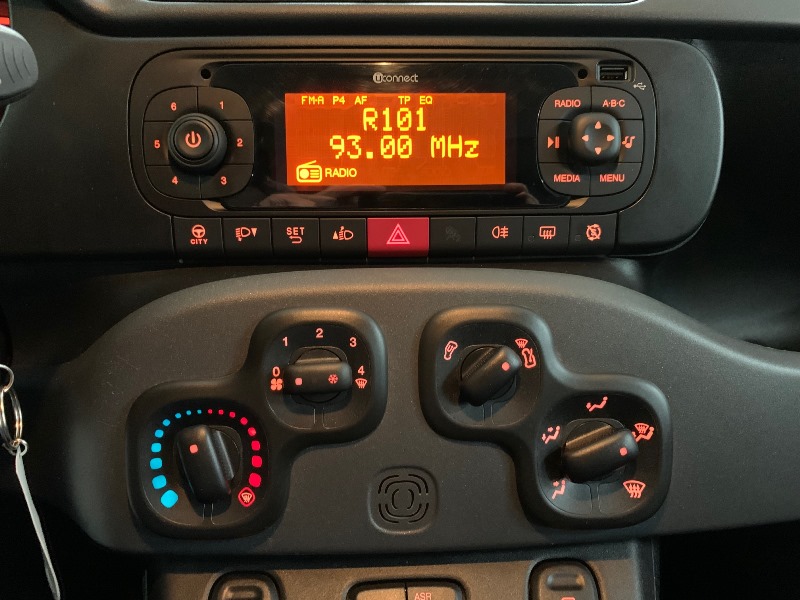 uconnect
FM-A P4 AF TP EQ
R101
93.00 MHz
RADIO
6 1
5 2
4 3
RADIO A-B-C
MEDIA MENU
CITY
SET
0 1 2 3 4
ASR